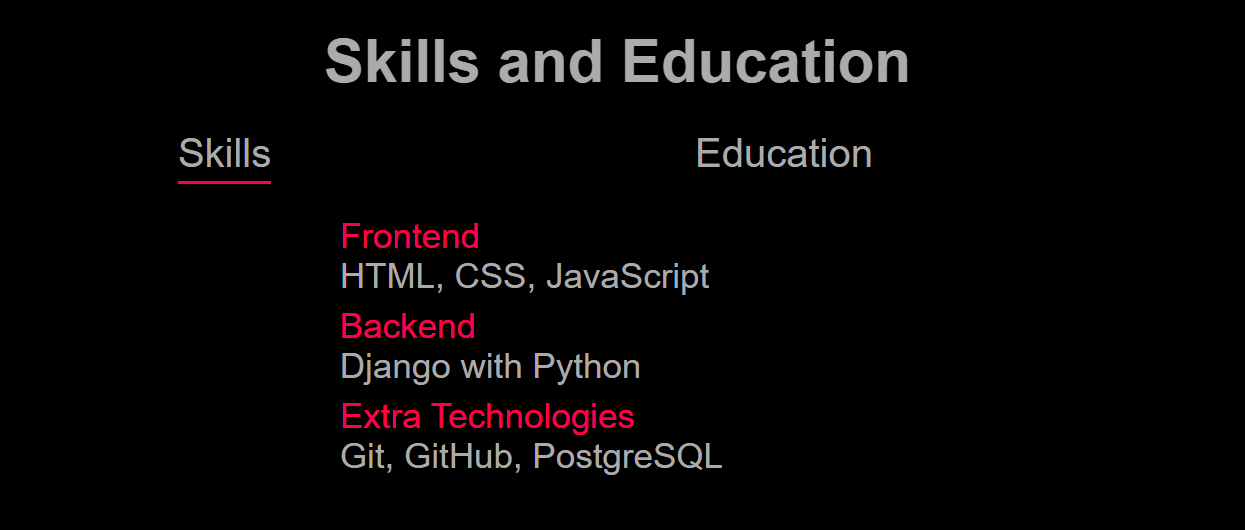 Skills and Education
Skills
Education
Frontend
HTML, CSS, JavaScript
Backend
Django with Python
Extra Technologies
Git, GitHub, PostgreSQL